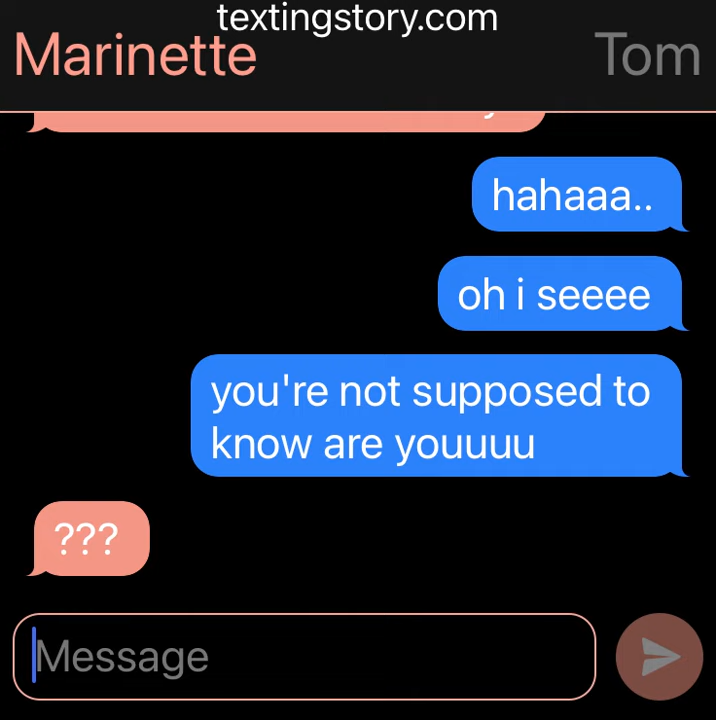 textingstory.com
Marinette
Tom
hahaaa..
oh i seeee
you're not supposed to
know are youuuu
???
Message